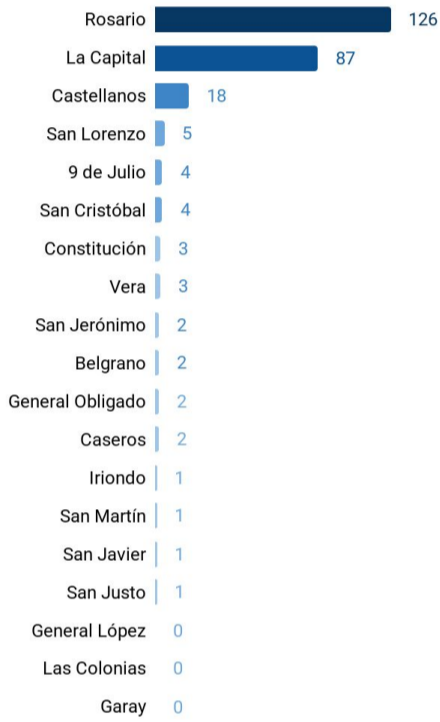 Rosario 126
La Capital 87
Castellanos 18
San Lorenzo 5
9 de Julio 4
San Cristóbal 4
Constitución 3
Vera 3
San Jerónimo 2
Belgrano 2
General Obligado 2
Caseros 2
Iriondo 1
San Martín 1
San Javier 1
San Justo 1
General López 0
Las Colonias 0
Garay 0